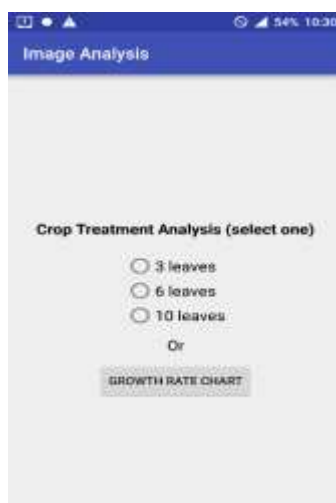 54% 10:30
Image Analysis
Crop Treatment Analysis (select one)
3 leaves
6 leaves
10 leaves
Or
GROWTH RATE CHART